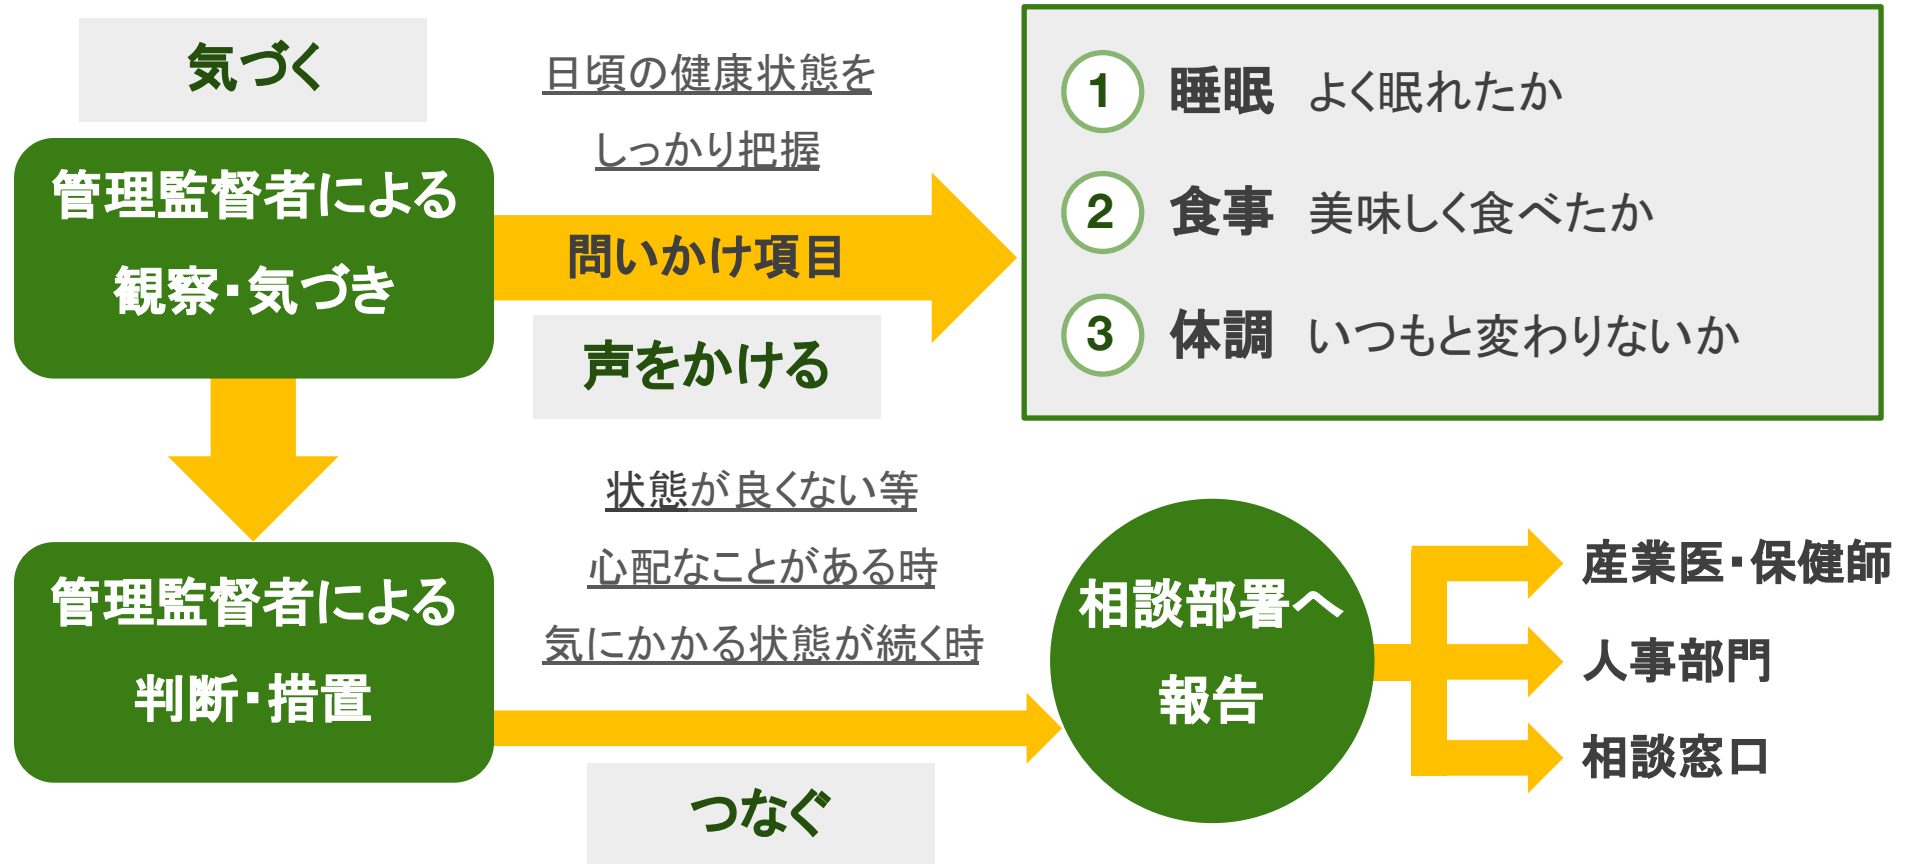 気づく
管理監督者による
観察・気づき
日頃の健康状態を
しっかり把握
問いかけ項目
声をかける
1 睡眠 よく眠れたか
2 食事 美味しく食べたか
3 体調 いつもと変わりないか
管理監督者による
判断・措置
状態が良くない等
心配なことがある時
気にかかる状態が続く時
つなぐ
相談部署へ
報告
産業医・保健師
人事部門
相談窓口